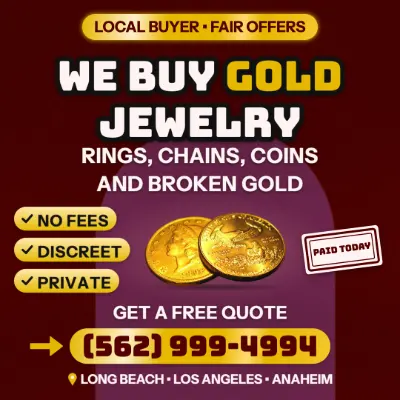 LOCAL BUYER • FAIR OFFERS
WE BUY GOLD
JEWELRY
RINGS, CHAINS, COINS
AND BROKEN GOLD
NO FEES
DISCREET
PRIVATE
PAID TODAY
GET A FREE QUOTE
(562) 999-4994
LONG BEACH • LOS ANGELES • ANAHEIM